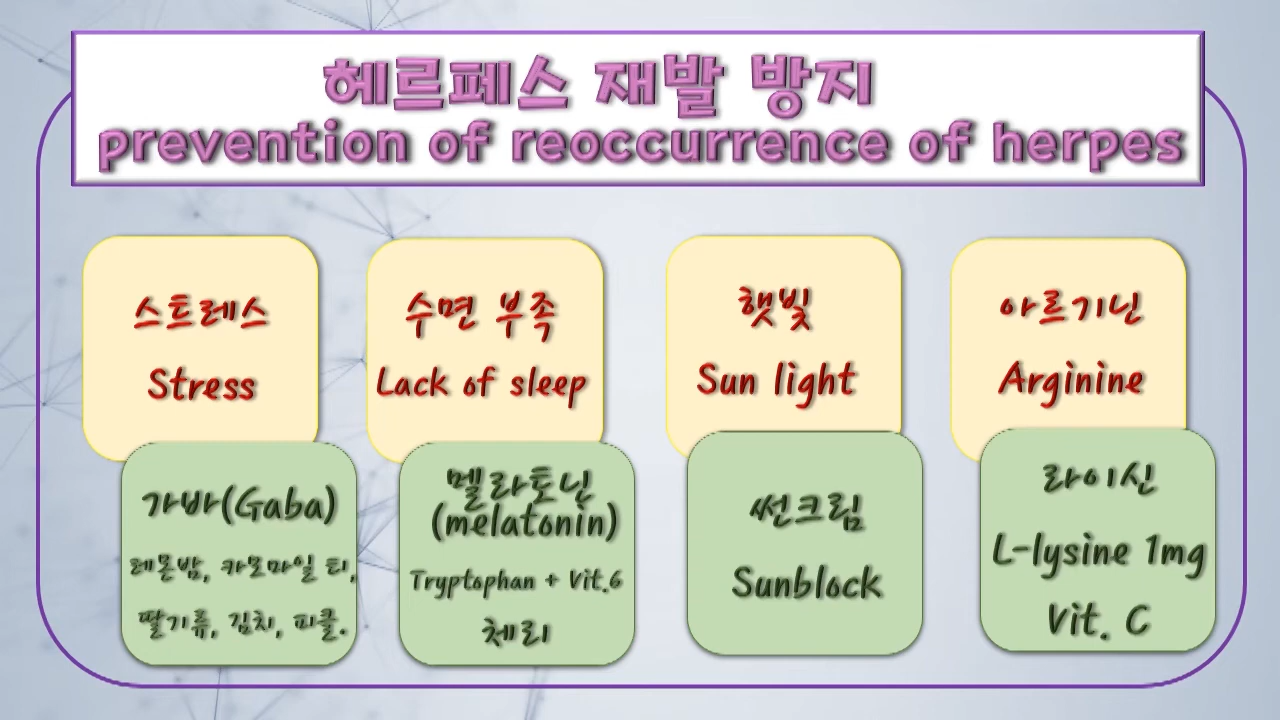 헤르페스 재발 방지
prevention of reoccurrence of herpes
스트레스
Stress
가바(Gaba)
레몬밤, 카모마일 티,
딸기류, 김치, 피클.
수면 부족
Lack of sleep
멜라토닌
(melatonin)
Tryptophan + Vit.6
체리
햇빛
Sun light
썬크림
Sunblock
아르기닌
Arginine
라이신
L-lysine 1mg
Vit. C